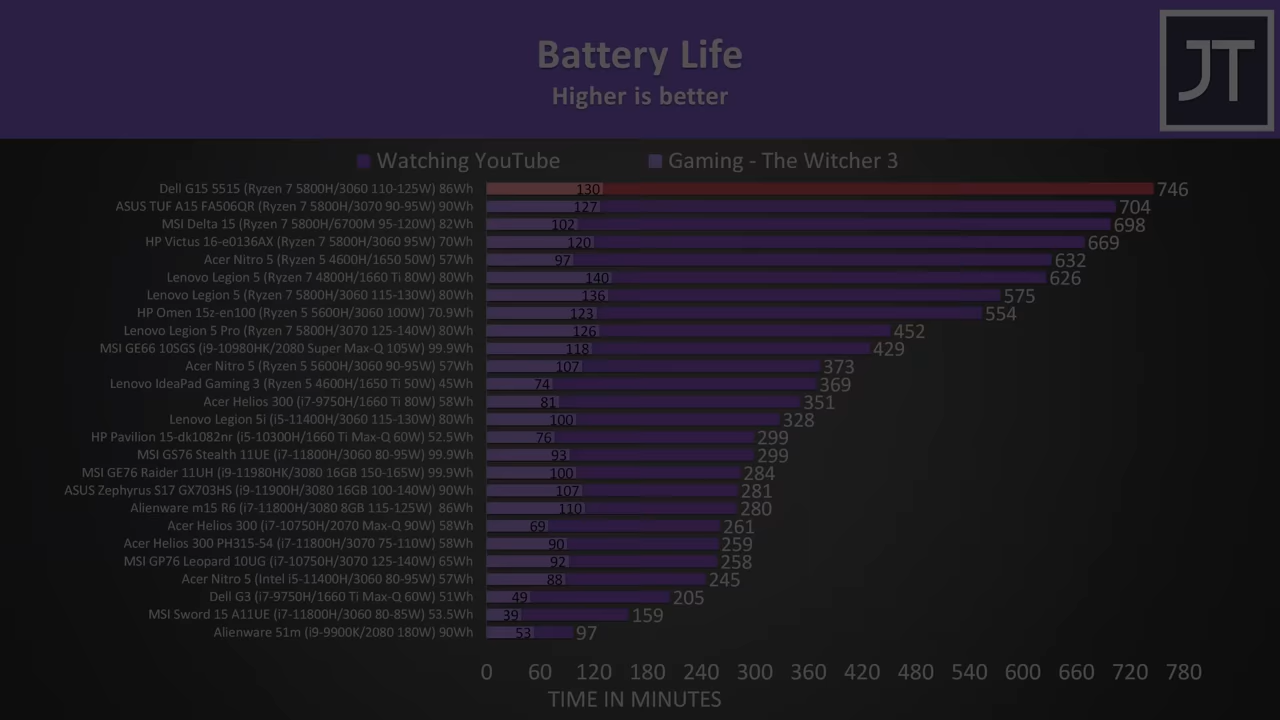 Battery Life
Higher is better
JT
Watching YouTube Gaming - The Witcher 3
Dell G15 5515 (Ryzen 7 5800H/3060 110-125W) 86Wh 130 746
ASUS TUF A15 FA506QR (Ryzen 7 5800H/3070 90-95W) 90Wh 127 704
MSI Delta 15 (Ryzen 7 5800H/6700M 95-120W) 82Wh 102 698
HP Victus 16-e0136AX (Ryzen 7 5800H/3060 95W) 70Wh 120 669
Acer Nitro 5 (Ryzen 5 4600H/1650 50W) 57Wh 97 632
Lenovo Legion 5 (Ryzen 7 4800H/1660 Ti 80W) 80Wh 140 626
Lenovo Legion 5 (Ryzen 7 5800H/3060 115-130W) 80Wh 136 575
HP Omen 15z-en100 (Ryzen 5 5600H/3060 100W) 70.9Wh 123 554
Lenovo Legion 5 Pro (Ryzen 7 5800H/3070 125-140W) 80Wh 126 452
MSI GE66 10SGS (i9-10980HK/2080 Super Max-Q 105W) 99.9Wh 118 429
Acer Nitro 5 (Ryzen 5 5600H/3060 90-95W) 57Wh 107 373
Lenovo IdeaPad Gaming 3 (Ryzen 5 4600H/1650 Ti 50W) 45Wh 74 369
Acer Helios 300 (i7-9750H/1660 Ti 80W) 58Wh 81 351
Lenovo Legion 5i (i5-11400H/3060 115-130W) 80Wh 100 328
HP Pavilion 15-dk1082nr (i5-10300H/1660 Ti Max-Q 60W) 52.5Wh 76 299
MSI GS76 Stealth 11UE (i7-11800H/3060 80-95W) 99.9Wh 93 299
MSI GE76 Raider 11UH (i9-11980HK/3080 16GB 150-165W) 99.9Wh 100 284
ASUS Zephyrus S17 GX703HS (i9-11900H/3080 16GB 100-140W) 90Wh 107 281
Alienware m15 R6 (i7-11800H/3080 8GB 115-125W) 86Wh 110 280
Acer Helios 300 (i7-10750H/2070 Max-Q 90W) 58Wh 69 261
Acer Helios 300 PH315-54 (i7-11800H/3070 75-110W) 58Wh 90 259
MSI GP76 Leopard 10UG (i7-10750H/3070 125-140W) 65Wh 92 258
Acer Nitro 5 (Intel i5-11400H/3060 80-95W) 57Wh 88 245
Dell G3 (i7-9750H/1660 Ti Max-Q 60W) 51Wh 49 205
MSI Sword 15 A11UE (i7-11800H/3060 80-85W) 53.5Wh 39 159
Alienware 51m (i9-9900K/2080 180W) 90Wh 53 97
0 60 120 180 240 300 360 420 480 540 600 660 720 780
TIME IN MINUTES